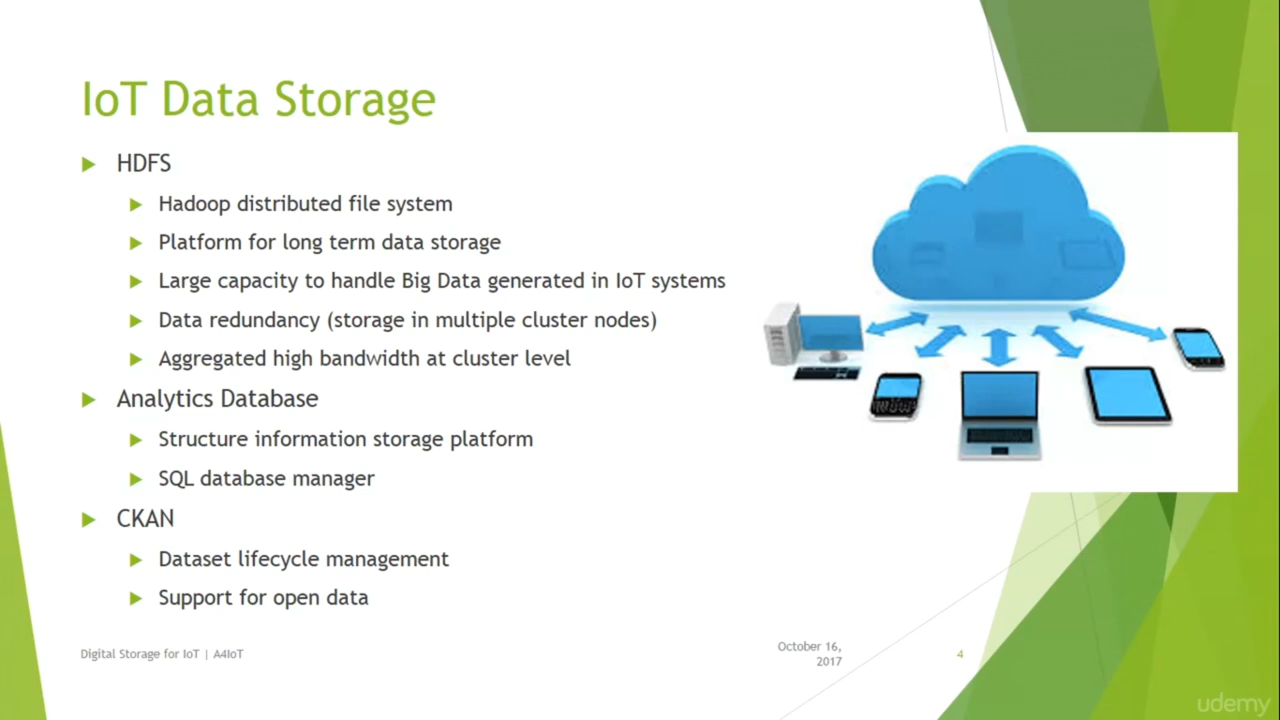 IoT Data Storage
HDFS
Hadoop distributed file system
Platform for long term data storage
Large capacity to handle Big Data generated in IoT systems
Data redundancy (storage in multiple cluster nodes)
Aggregated high bandwidth at cluster level
Analytics Database
Structure information storage platform
SQL database manager
CKAN
Dataset lifecycle management
Support for open data
Digital Storage for IoT | A4IoT
October 16,
2017
4
udemy